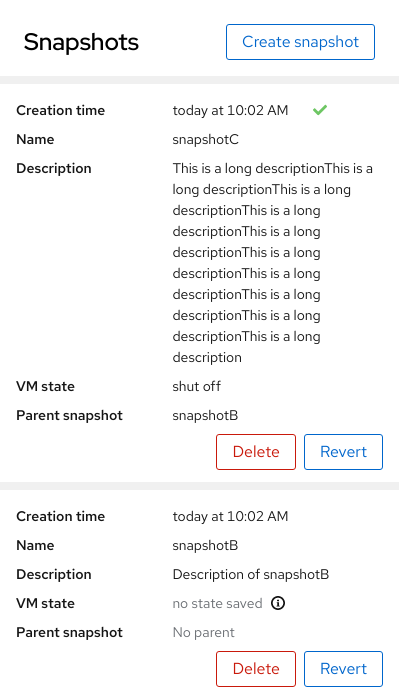 Snapshots
Create snapshot
Creation time today at 10:02 AM
Name snapshotC
Description This is a long descriptionThis is a
long descriptionThis is a long
descriptionThis is a long
descriptionThis is a long
descriptionThis is a long
descriptionThis is a long
descriptionThis is a long
descriptionThis is a long
descriptionThis is a long
description
VM state shut off
Parent snapshot snapshotB
Delete Revert
Creation time today at 10:02 AM
Name snapshotB
Description Description of snapshotB
VM state no state saved
Parent snapshot No parent
Delete Revert